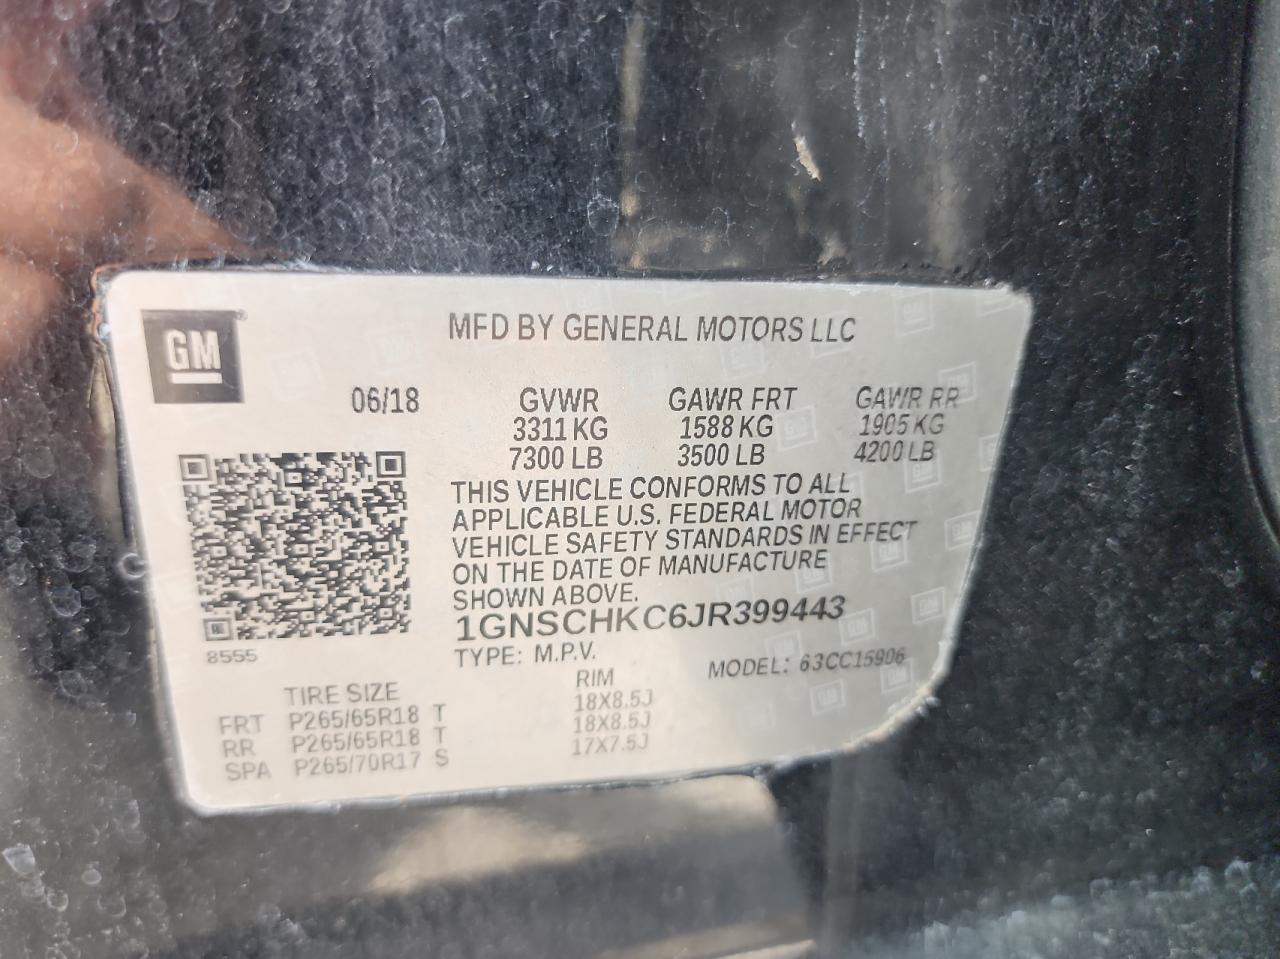 GM
MFD BY GENERAL MOTORS LLC
06/18 GVWR GAWR FRT GAWR RR
3311 KG 1588 KG 1905 KG
7300 LB 3500 LB 4200 LB
THIS VEHICLE CONFORMS TO ALL
APPLICABLE U.S. FEDERAL MOTOR
VEHICLE SAFETY STANDARDS IN EFFECT
ON THE DATE OF MANUFACTURE
SHOWN ABOVE.
1GNSCHKC6JR399443
8555 TYPE: M.P.V. MODEL: 63CC15906
TIRE SIZE RIM
FRT P265/65R18 T 18X8.5J
RR P265/65R18 T 18X8.5J
SPA P265/70R17 S 17X7.5J